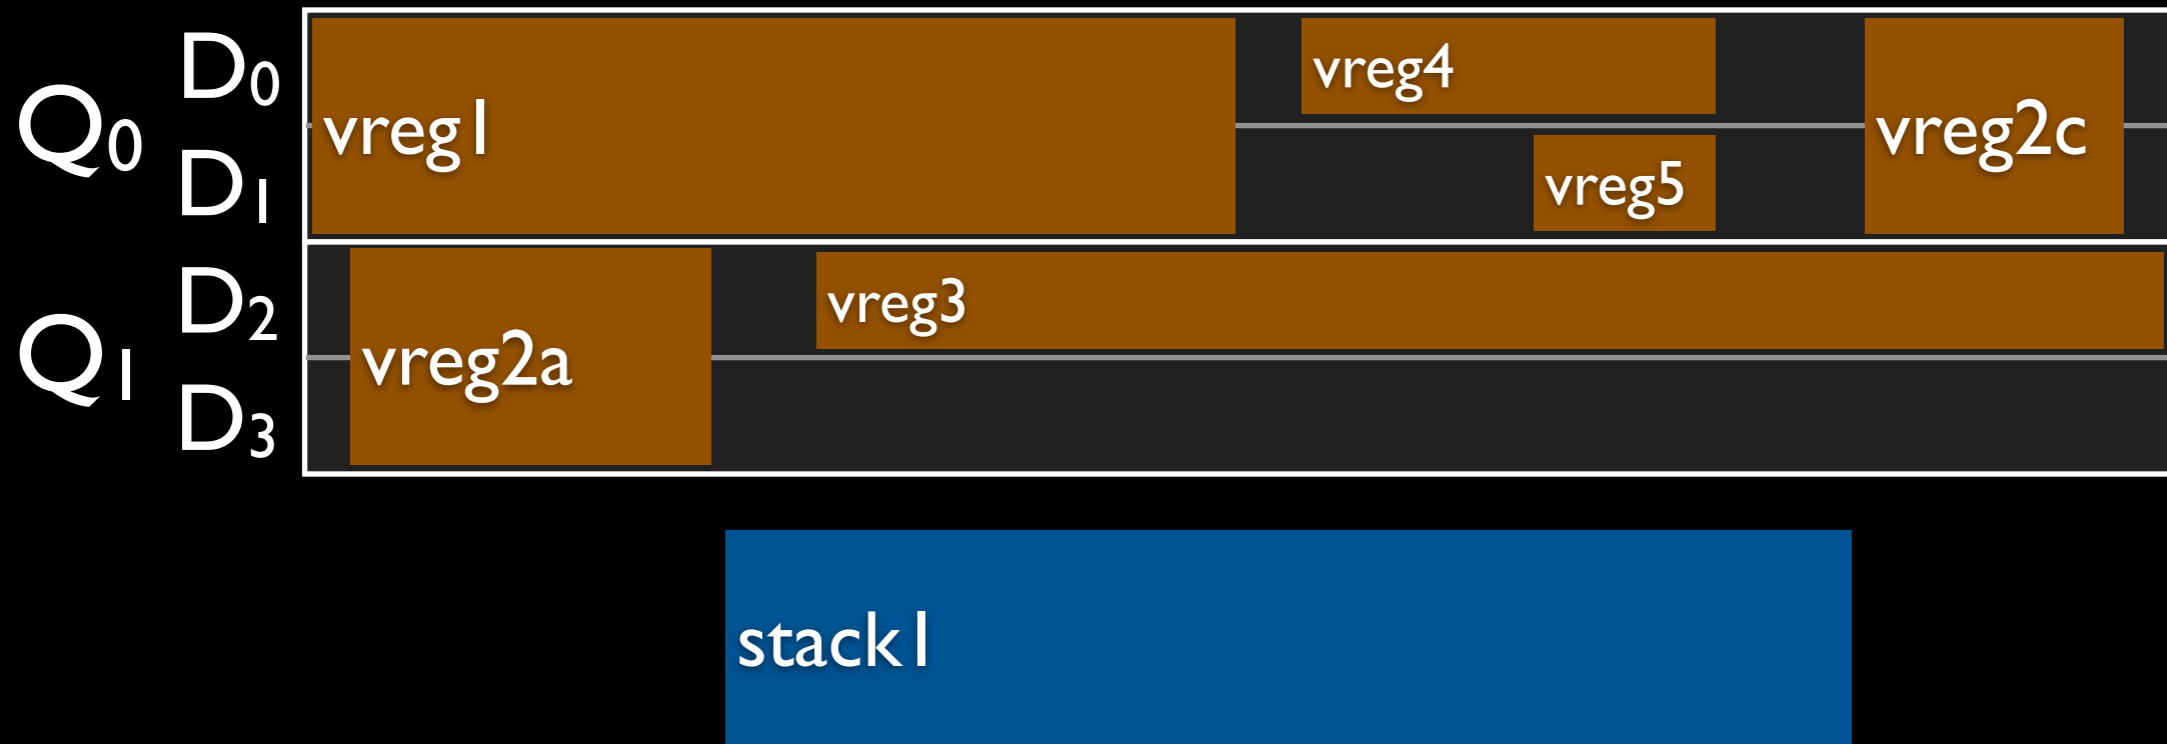 Q0 D0 vreg1 vreg4 vreg2c
D1 vreg5
Q1 D2 vreg2a vreg3
D3
stack1